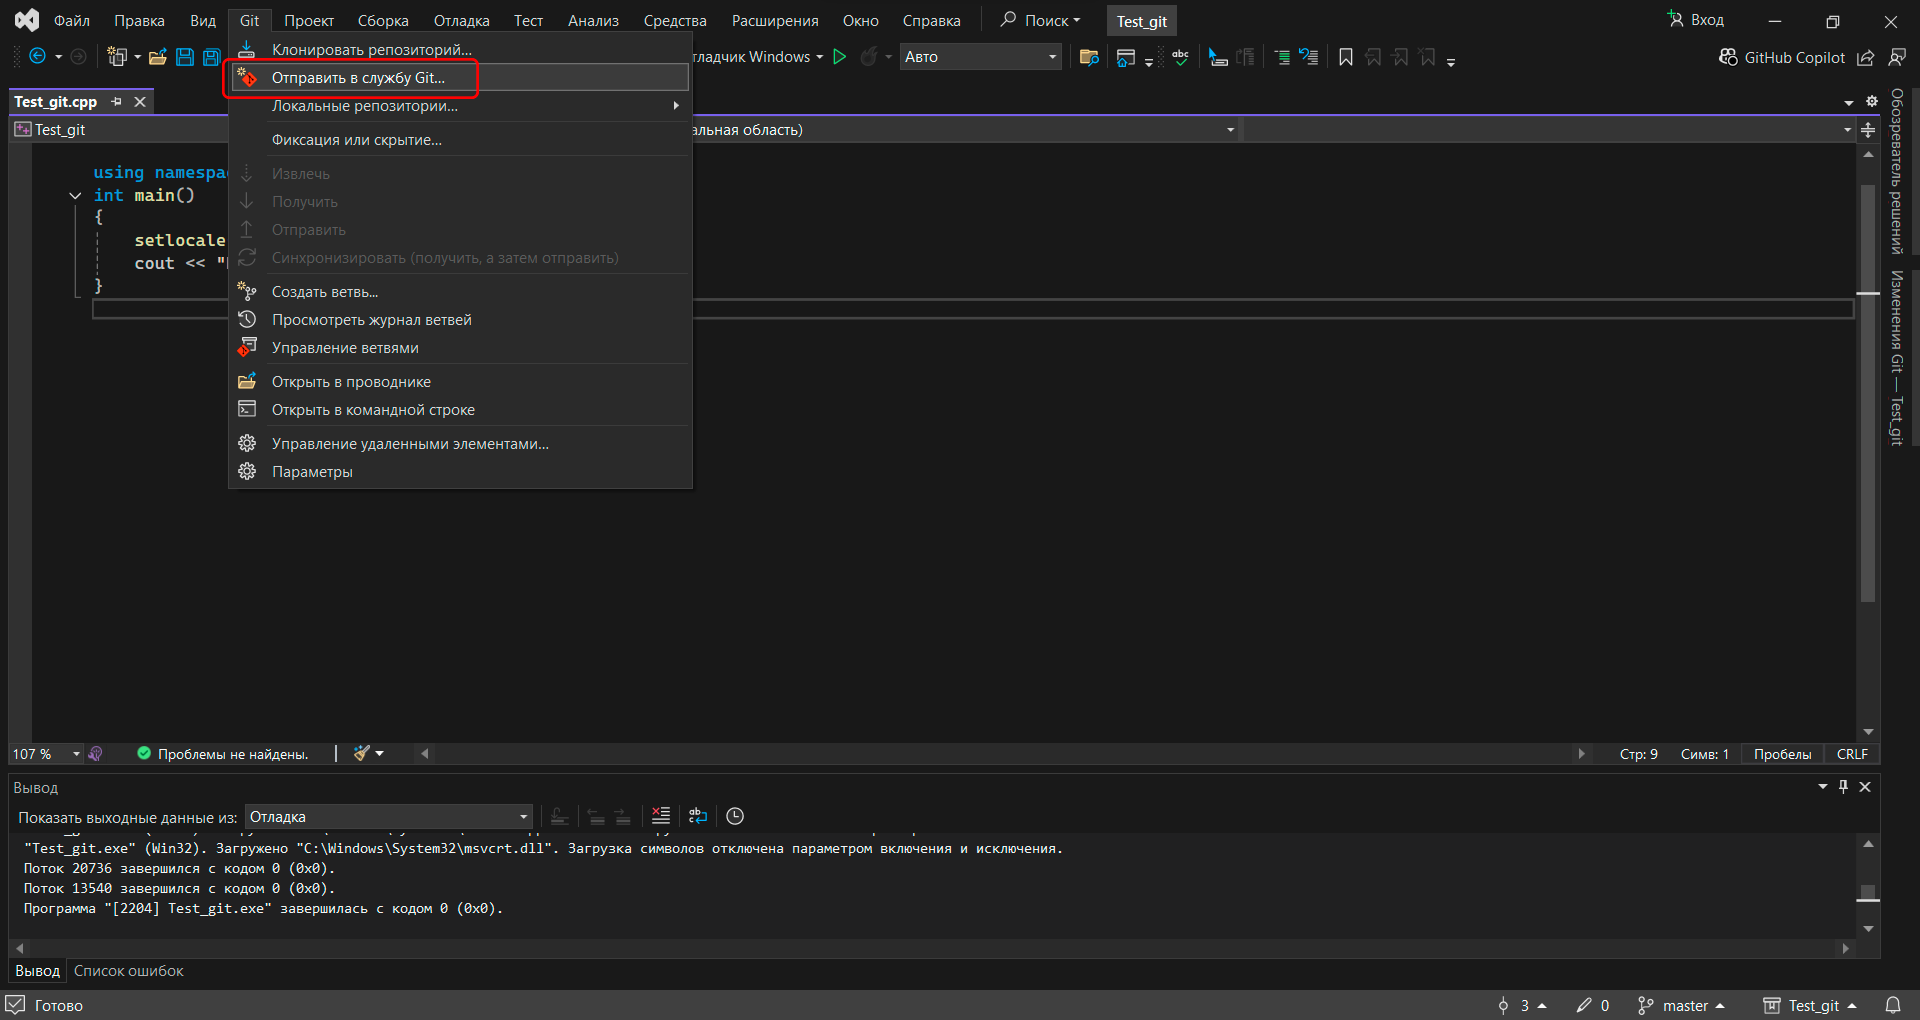 Файл Правка Вид Git Проект Сборка Отладка Тест Анализ Средства Расширения Окно Справка Поиск Test_git Вход
Авто GitHub Copilot
Windows
Клонировать репозиторий...
Отправить в службу Git...
Локальные репозитории...
Фиксация или скрытие...
Извлечь
Получить
Отправить
Синхронизировать (получить, а затем отправить)
Создать ветвь...
Просмотреть журнал ветвей
Управление ветвями
Открыть в проводнике
Открыть в командной строке
Управление удаленными элементами...
Параметры
Test_git.cpp
Test_git область)
using
int main()
{
setlocale
cout << "
}
Обозреватель решений
Изменения Git — Test_git
107 % Проблемы не найдены. Стр: 9 Симв: 1 Пробелы CRLF
Вывод
Показать выходные данные из: Отладка
"Test_git.exe" (Win32). Загружено "C:\Windows\System32\msvcrt.dll". Загрузка символов отключена параметром включения и исключения.
Поток 20736 завершился с кодом 0 (0x0).
Поток 13540 завершился с кодом 0 (0x0).
Программа "[2204] Test_git.exe" завершилась с кодом 0 (0x0).
Вывод Список ошибок
Готово 3 0 master Test_git